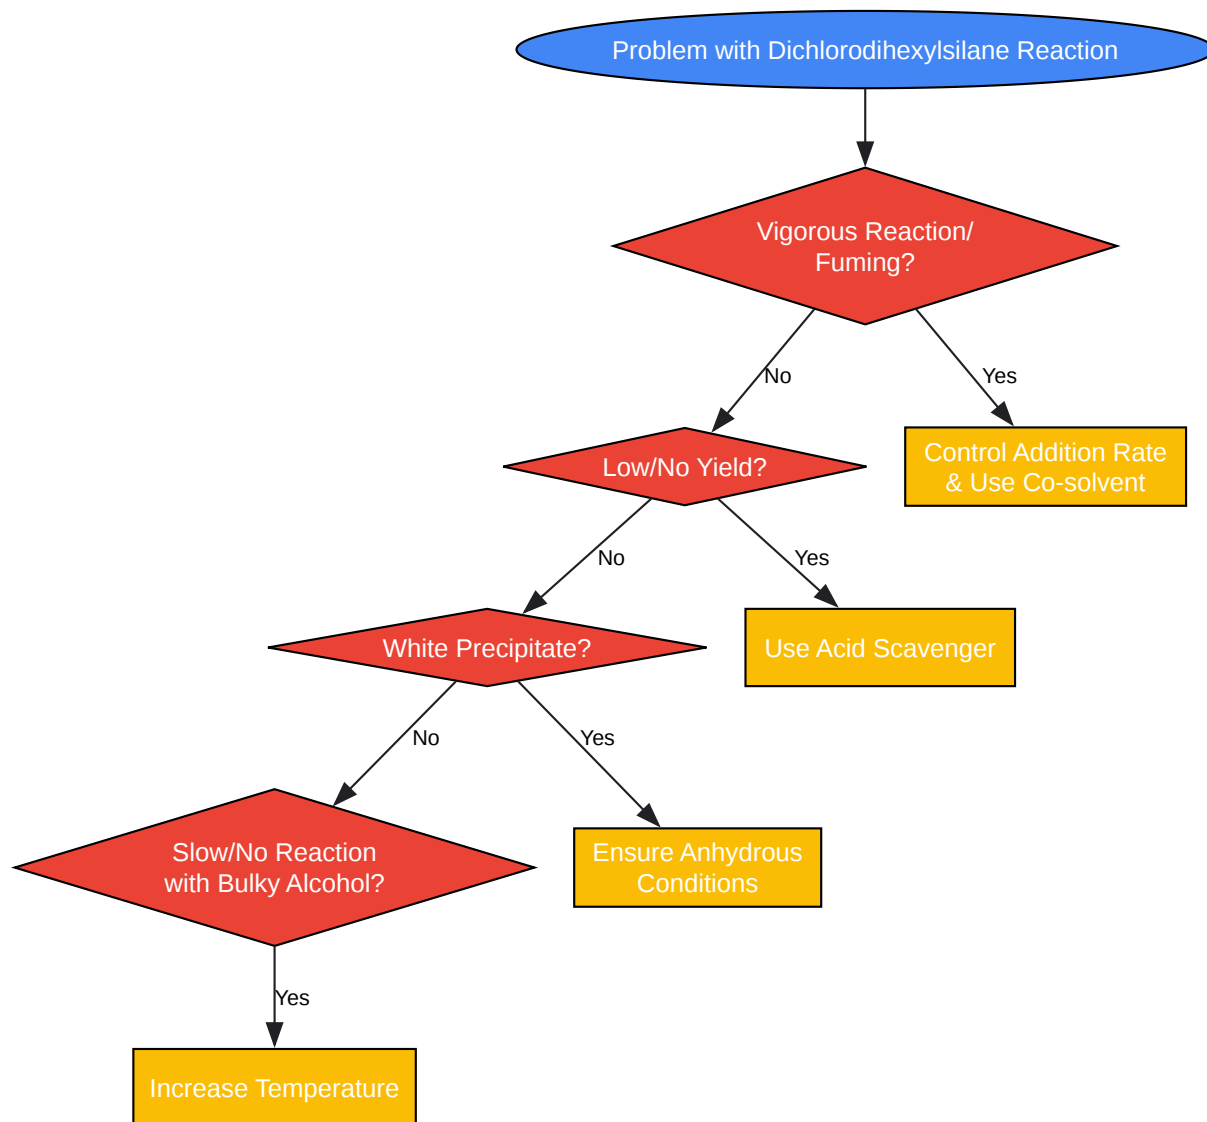 Problem with Dichlorodihexylsilane Reaction
Vigorous Reaction/
Fuming?
No
Yes
Low/No Yield?
Control Addition Rate
& Use Co-solvent
No
Yes
White Precipitate?
Use Acid Scavenger
No
Yes
Slow/No Reaction
with Bulky Alcohol?
Ensure Anhydrous
Conditions
Yes
Increase Temperature